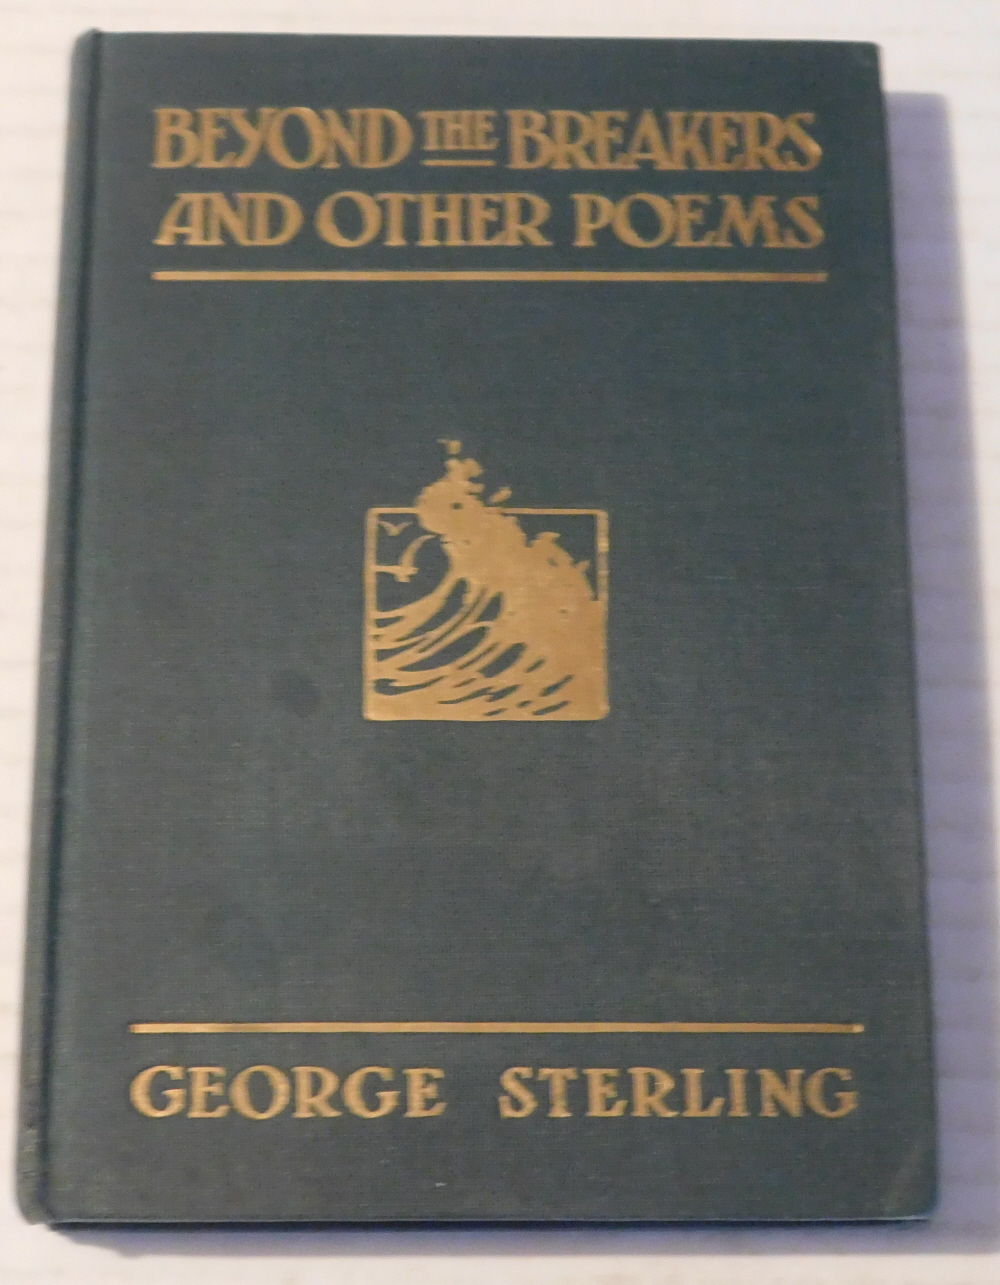 BEYOND THE BREAKERS
AND OTHER POEMS
GEORGE STERLING